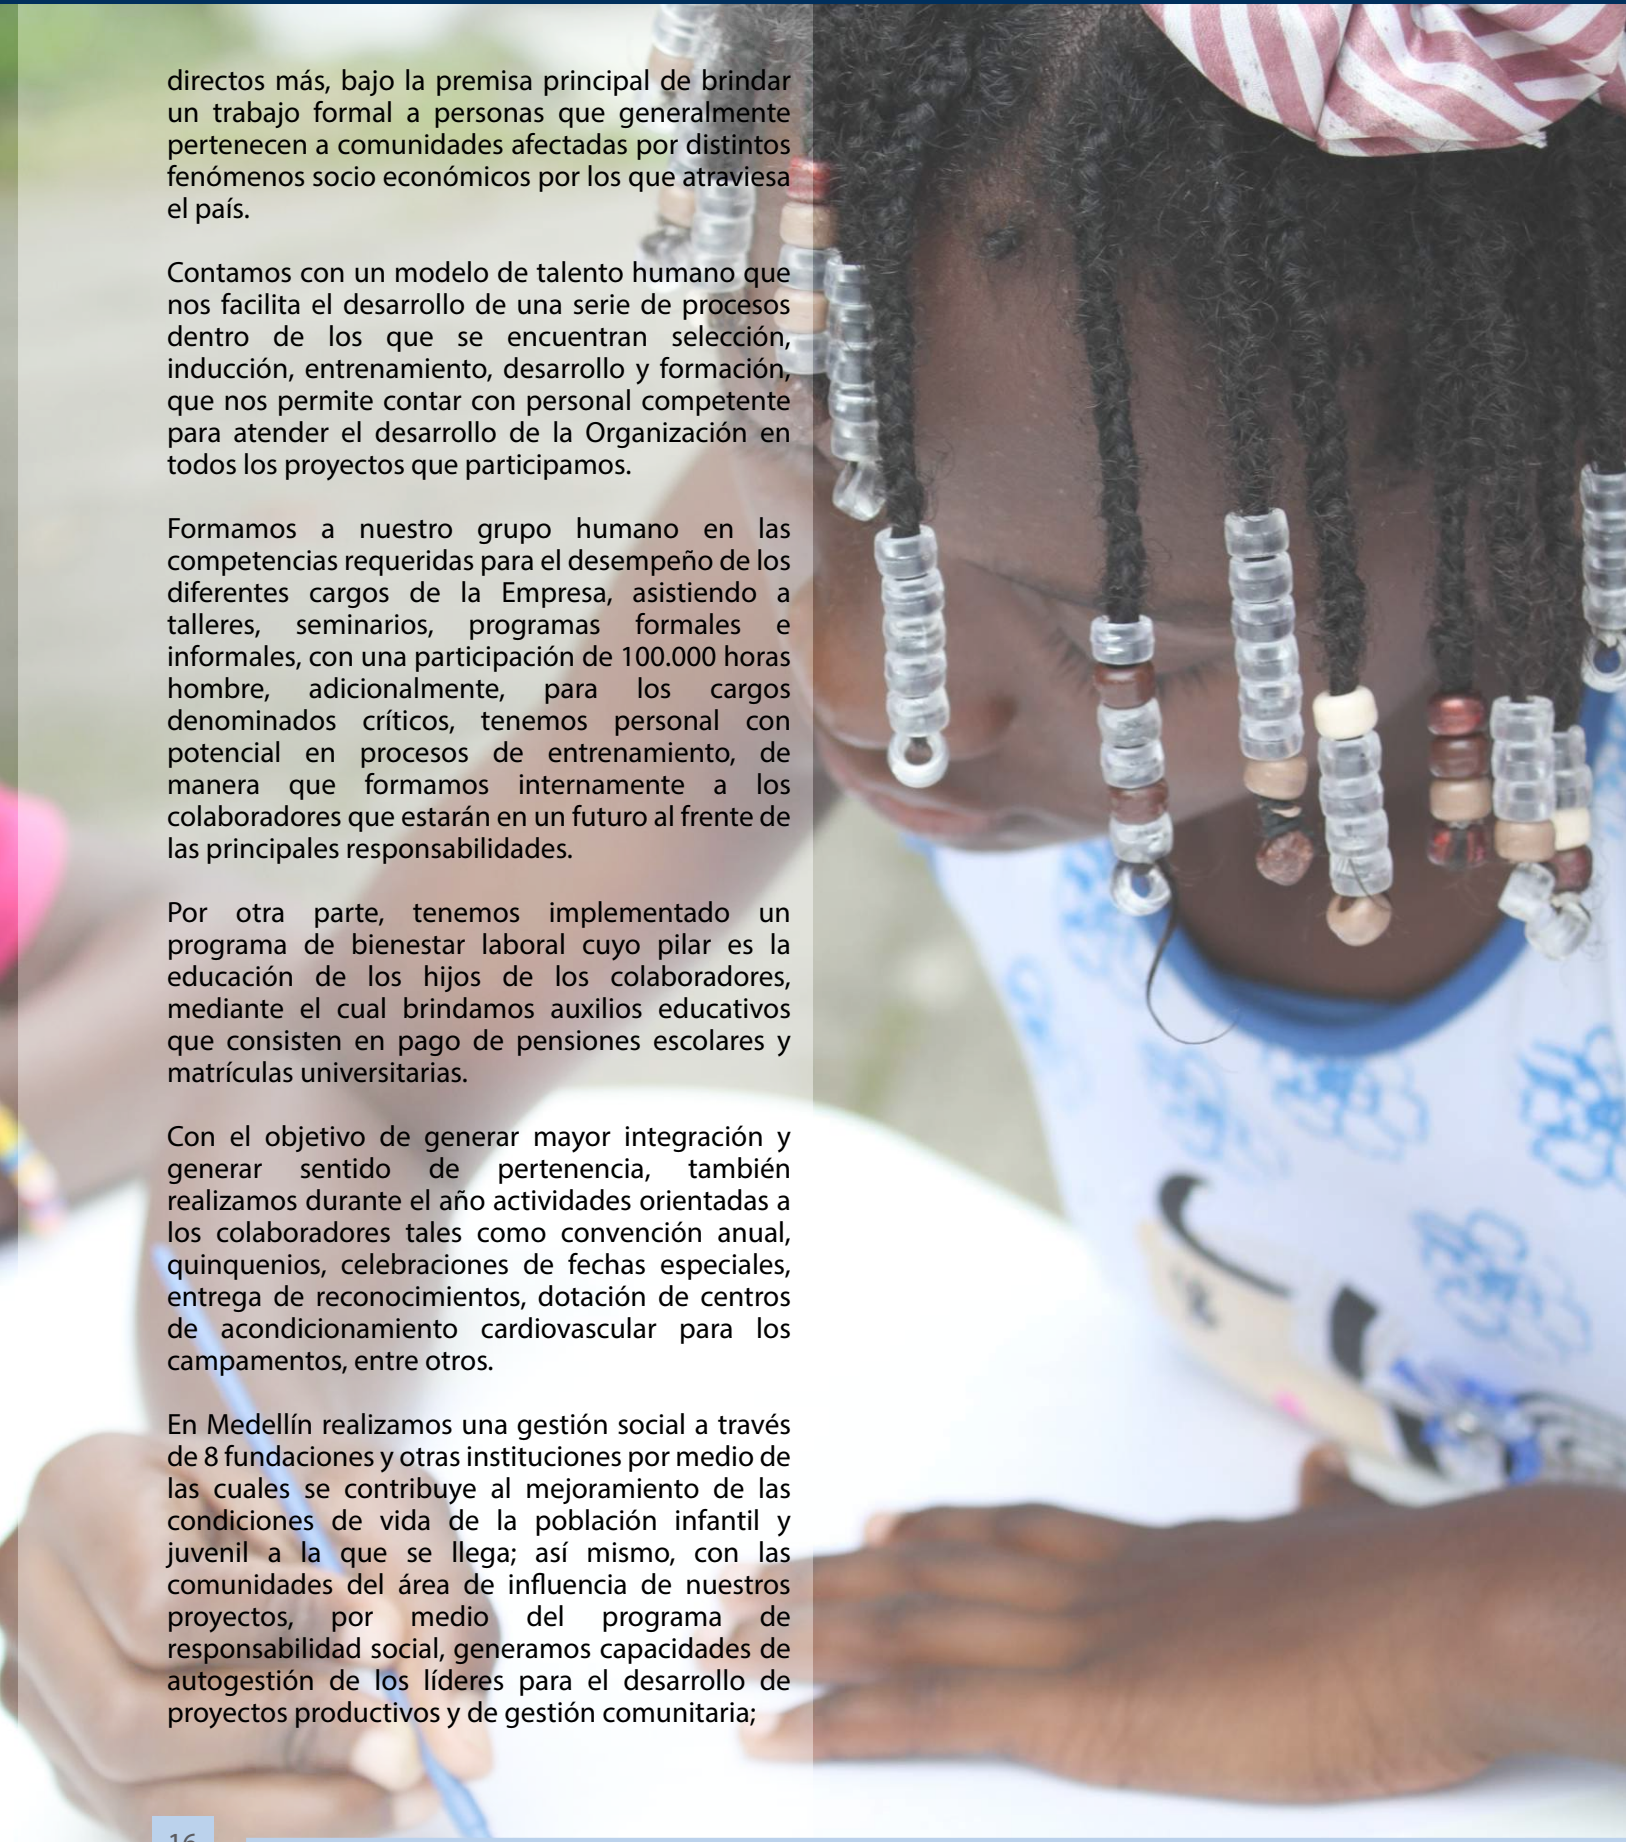 directos más, bajo la premisa principal de brindar
un trabajo formal a personas que generalmente
pertenecen a comunidades afectadas por distintos
fenómenos socio económicos por los que atraviesa
el país.
Contamos con un modelo de talento humano que
nos facilita el desarrollo de una serie de procesos
dentro de los que se encuentran selección,
inducción, entrenamiento, desarrollo y formación,
que nos permite contar con personal competente
para atender el desarrollo de la Organización en
todos los proyectos que participamos.
Formamos a nuestro grupo humano en las
competencias requeridas para el desempeño de los
diferentes cargos de la Empresa, asistiendo a
talleres, seminarios, programas formales e
informales, con una participación de 100.000 horas
hombre, adicionalmente, para los cargos
denominados críticos, tenemos personal con
potencial en procesos de entrenamiento, de
manera que formamos internamente a los
colaboradores que estarán en un futuro al frente de
las principales responsabilidades.
Por otra parte, tenemos implementado un
programa de bienestar laboral cuyo pilar es la
educación de los hijos de los colaboradores,
mediante el cual brindamos auxilios educativos
que consisten en pago de pensiones escolares y
matrículas universitarias.
Con el objetivo de generar mayor integración y
generar sentido de pertenencia, también
realizamos durante el año actividades orientadas a
los colaboradores tales como convención anual,
quinquenios, celebraciones de fechas especiales,
entrega de reconocimientos, dotación de centros
de acondicionamiento cardiovascular para los
campamentos, entre otros.
En Medellín realizamos una gestión social a través
de 8 fundaciones y otras instituciones por medio de
las cuales se contribuye al mejoramiento de las
condiciones de vida de la población infantil y
juvenil a la que se llega; así mismo, con las
comunidades del área de influencia de nuestros
proyectos, por medio del programa de
responsabilidad social, generamos capacidades de
autogestión de los líderes para el desarrollo de
proyectos productivos y de gestión comunitaria;
16